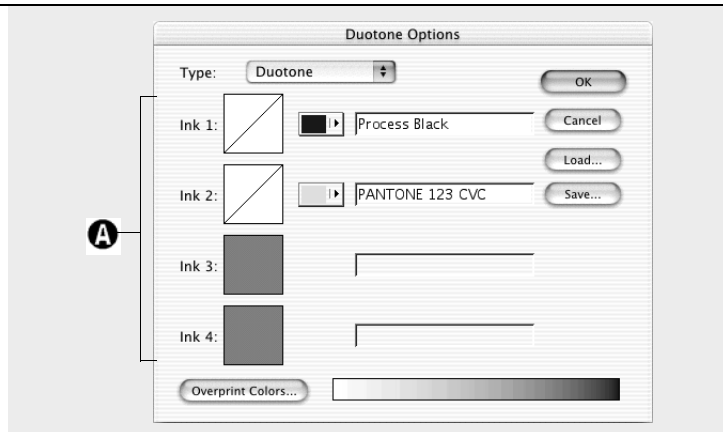 Duotone Options
Type: Duotone
OK
Ink 1: Process Black
Cancel
Load...
Ink 2: PANTONE 123 CVC
Save...
A
Ink 3:
Ink 4:
Overprint Colors...